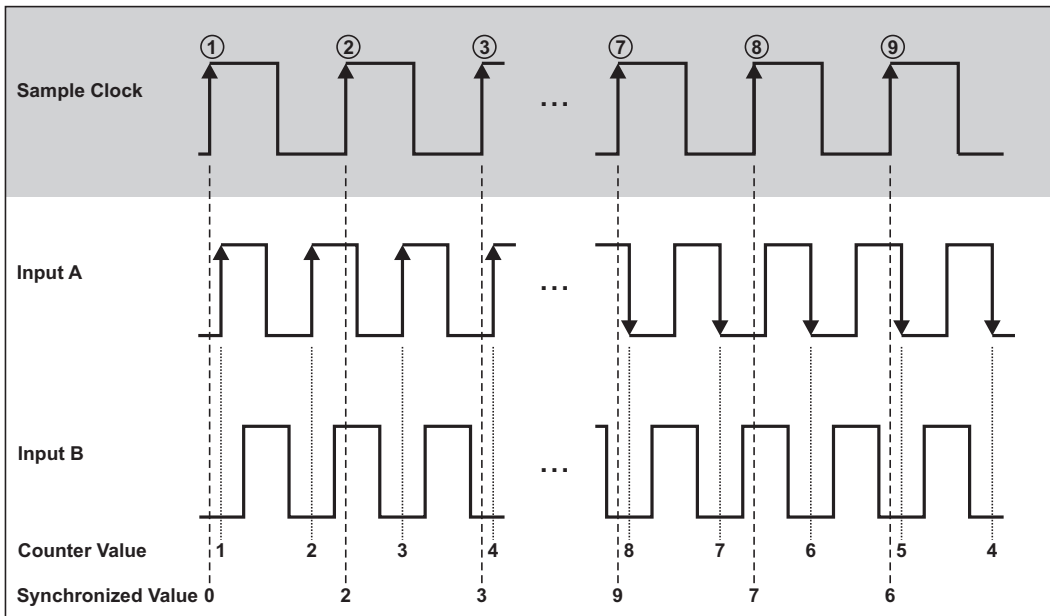 ① ② ③ ⑦ ⑧ ⑨
Sample Clock
...
Input A
...
Input B
...
Counter Value 1 2 3 4 8 7 6 5 4
Synchronized Value 0 2 3 9 7 6